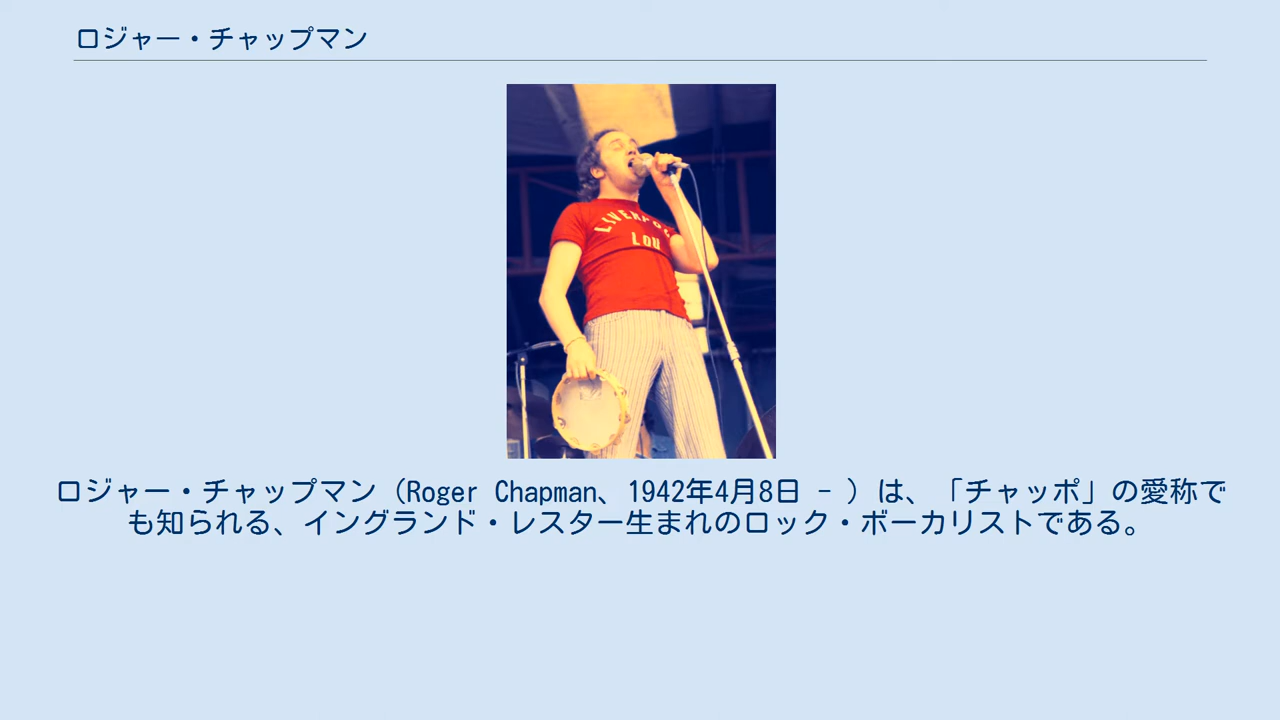 ロジャー・チャップマン
LIVERPOO
LOU
ロジャー・チャップマン（Roger Chapman、1942年4月8日 - ）は、「チャッポ」の愛称で
も知られる、イングランド・レスター生まれのロック・ボーカリストである。